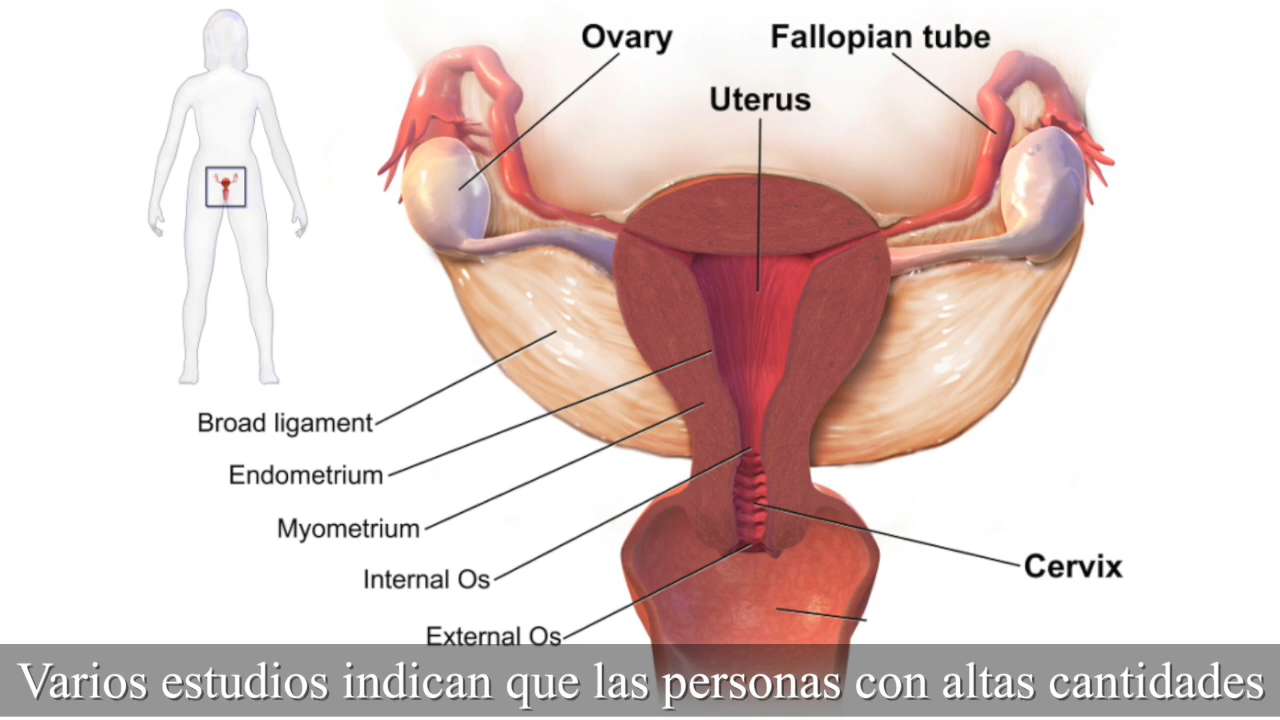 Ovary
Fallopian tube
Uterus
Broad ligament
Endometrium
Myometrium
Internal Os
Cervix
External Os
Varios estudios indican que las personas con altas cantidades